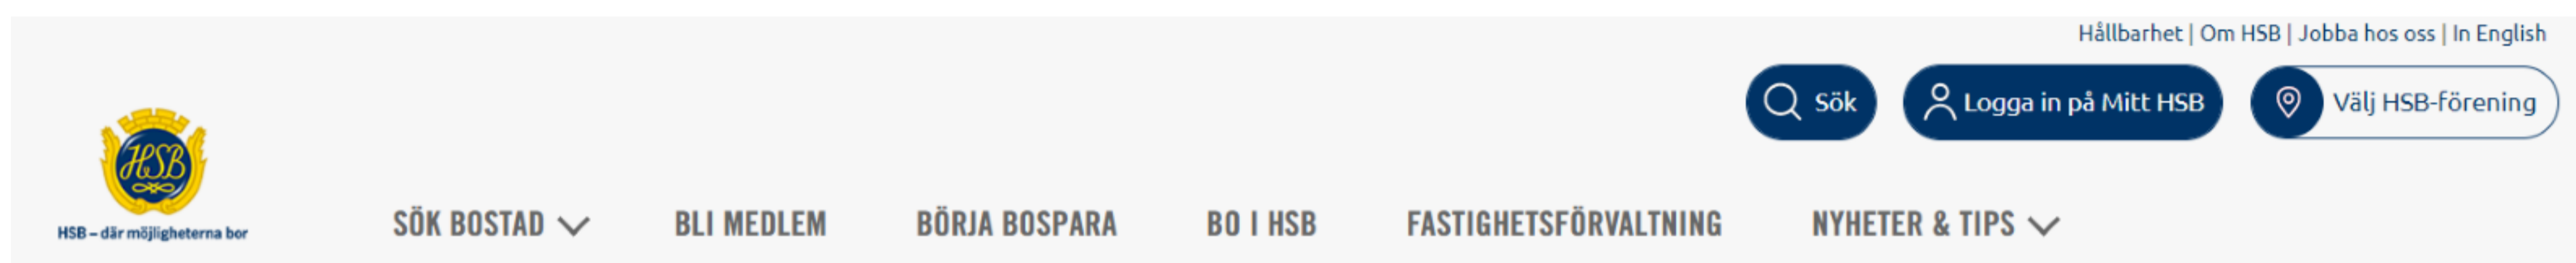 Hållbarhet | Om HSB | Jobba hos oss | In English
Sök Logga in på Mitt HSB Välj HSB-förening
HSB
HSB – där möjligheterna bor
SÖK BOSTAD BLI MEDLEM BÖRJA BOSPARA BO I HSB FASTIGHETSFÖRVALTNING NYHETER & TIPS